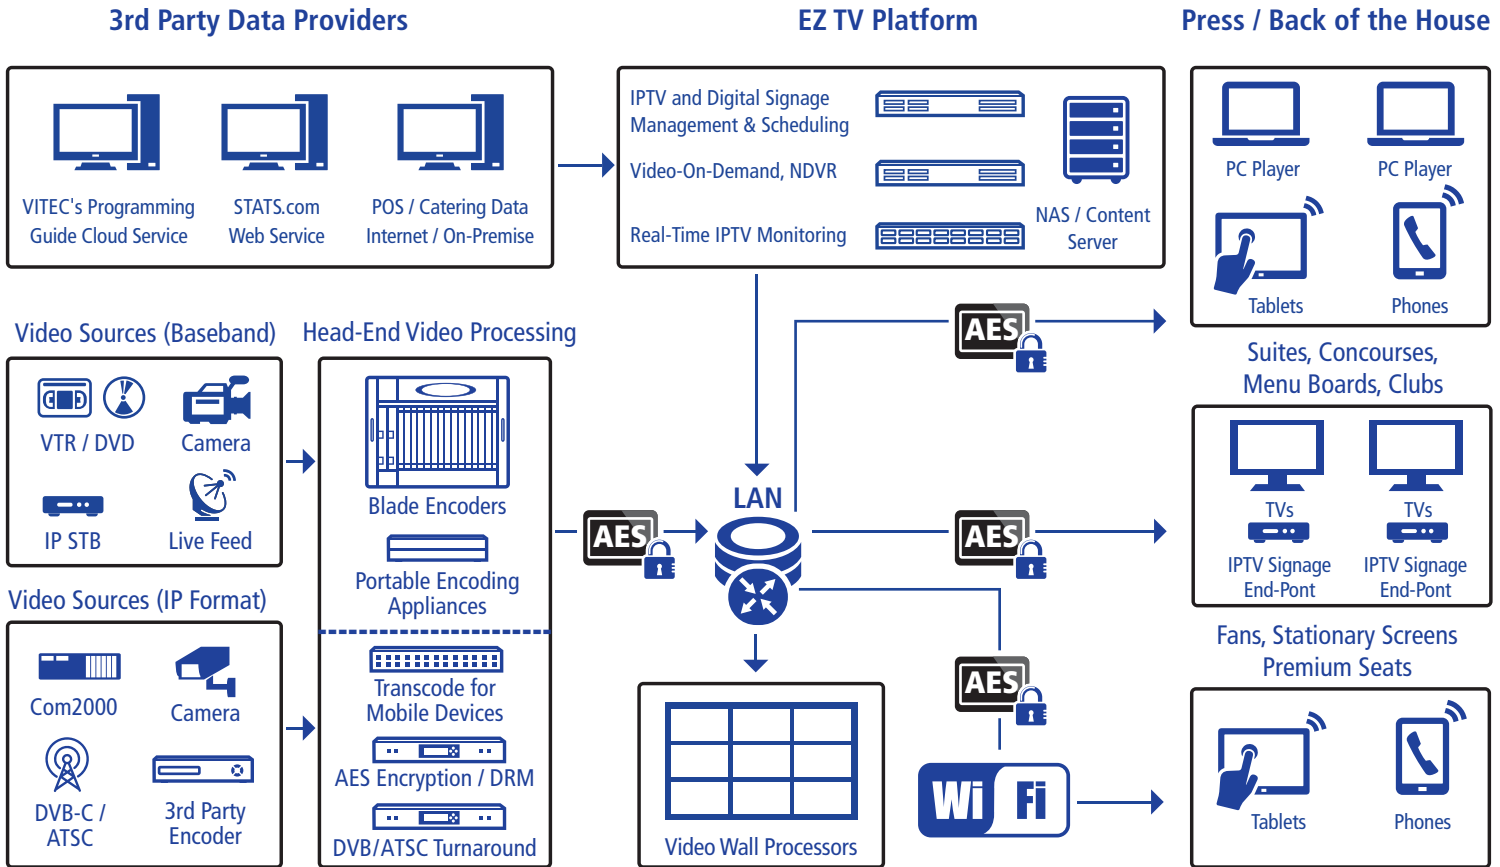 3rd Party Data Providers
EZ TV Platform
Press / Back of the House
VITEC's Programming
Guide Cloud Service
STATS.com
Web Service
POS / Catering Data
Internet / On-Premise
IPTV and Digital Signage
Management & Scheduling
Video-On-Demand, NDVR
Real-Time IPTV Monitoring
NAS / Content
Server
PC Player
PC Player
Tablets
Phones
Video Sources (Baseband)
VTR / DVD
Camera
IP STB
Live Feed
Video Sources (IP Format)
Com2000
Camera
DVB-C /
ATSC
3rd Party
Encoder
Head-End Video Processing
Blade Encoders
Portable Encoding
Appliances
Transcode for
Mobile Devices
AES Encryption / DRM
DVB/ATSC Turnaround
AES
LAN
AES
AES
AES
Video Wall Processors
Wi Fi
Suites, Concourses,
Menu Boards, Clubs
TVs
TVs
IPTV Signage
End-Pont
IPTV Signage
End-Pont
Fans, Stationary Screens
Premium Seats
Tablets
Phones